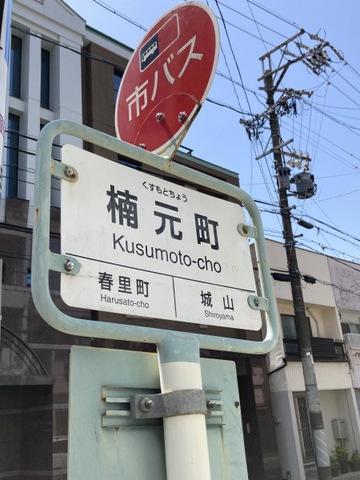 市バス
くすもとちょう
楠元町
Kusumoto-cho
春里町
Harusato-cho
城山
Shiroyama